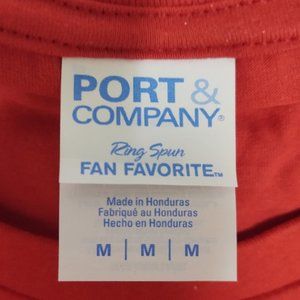 PORT &
COMPANY®
Ring Spun
FAN FAVORITE™
Made in Honduras
Fabriqué au Honduras
Hecho en Honduras
M | M | M